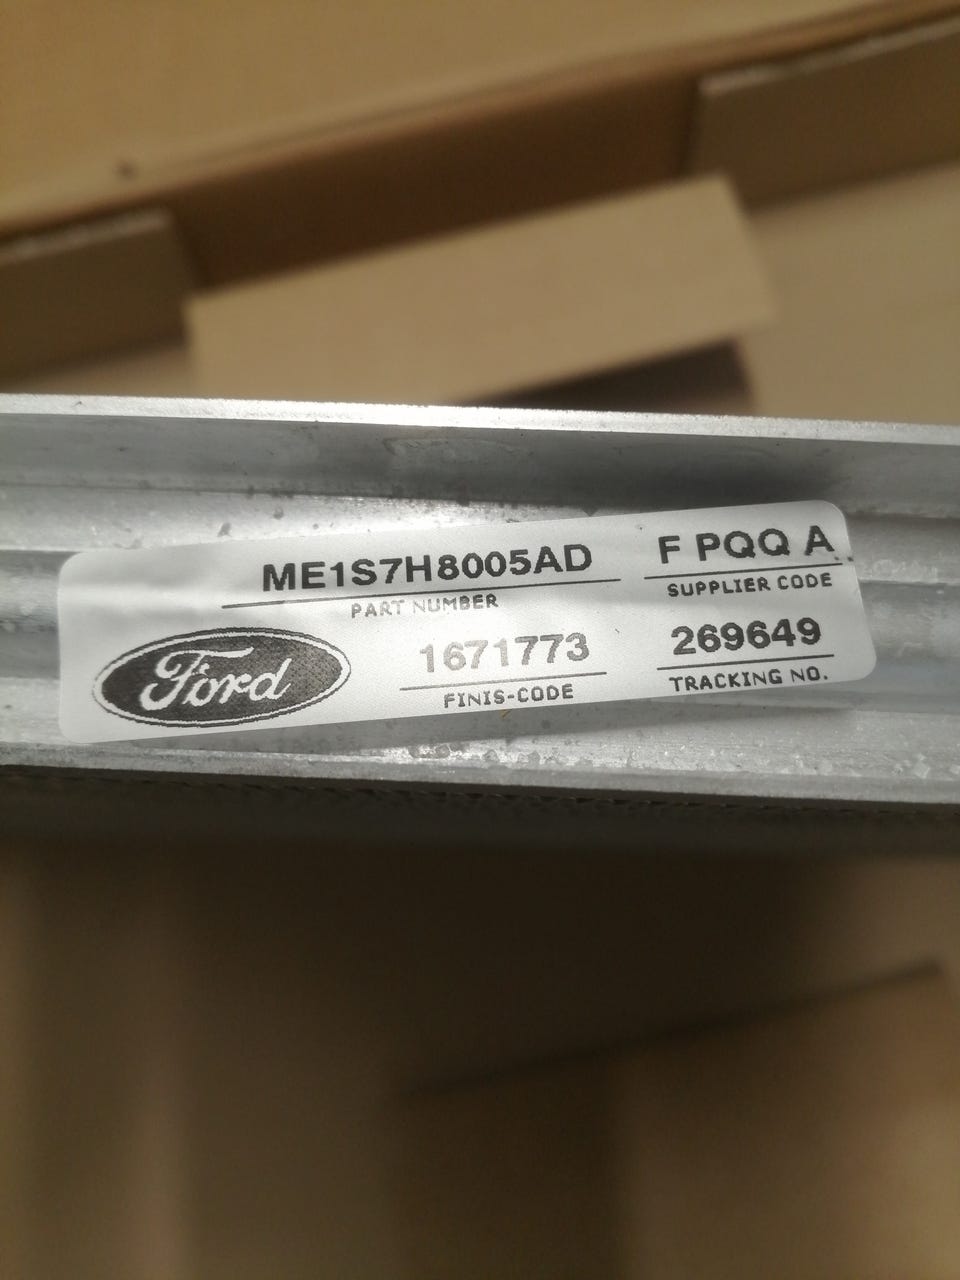 ME1S7H8005AD F PQQ A
PART NUMBER SUPPLIER CODE
Ford 1671773 269649
FINIS-CODE TRACKING NO.